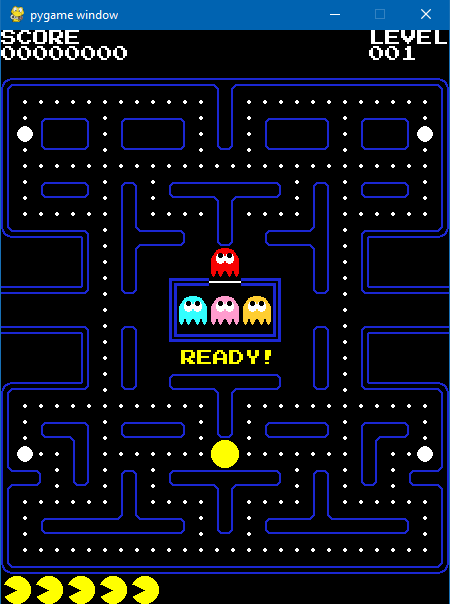 pygame window
SCORE LEVEL
00000000 001
READY!